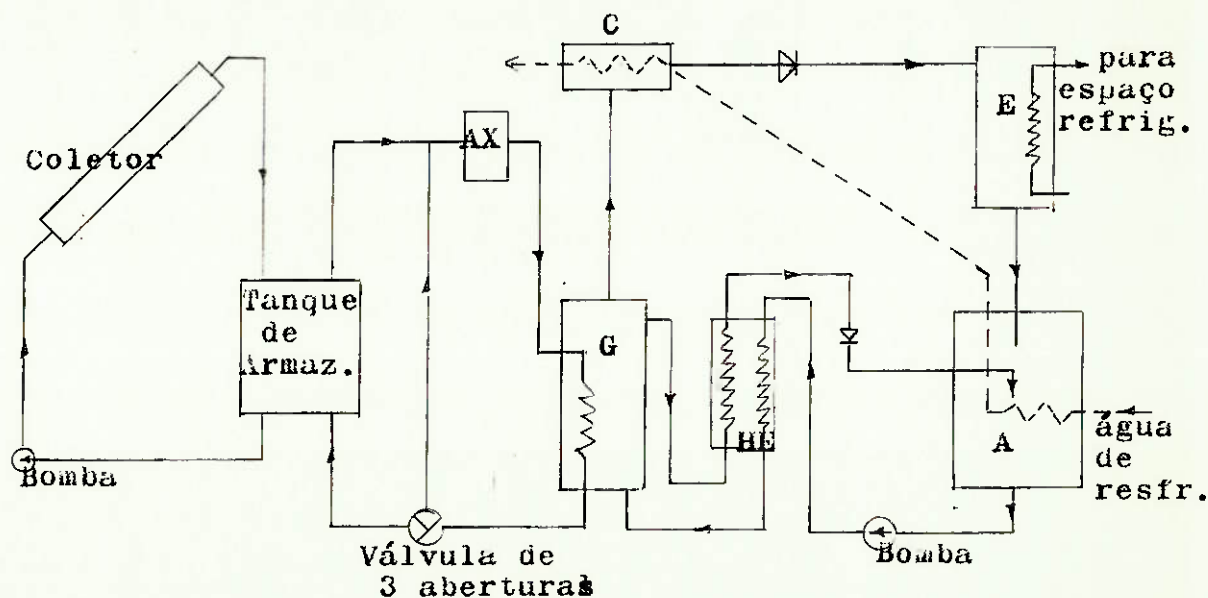 C
para
espaço
refrig.
E
AX
Coletor
Tanque
de
Armaz.
G
HE
A
água
de
resfr.
Bomba
Bomba
Válvula de
3 aberturas